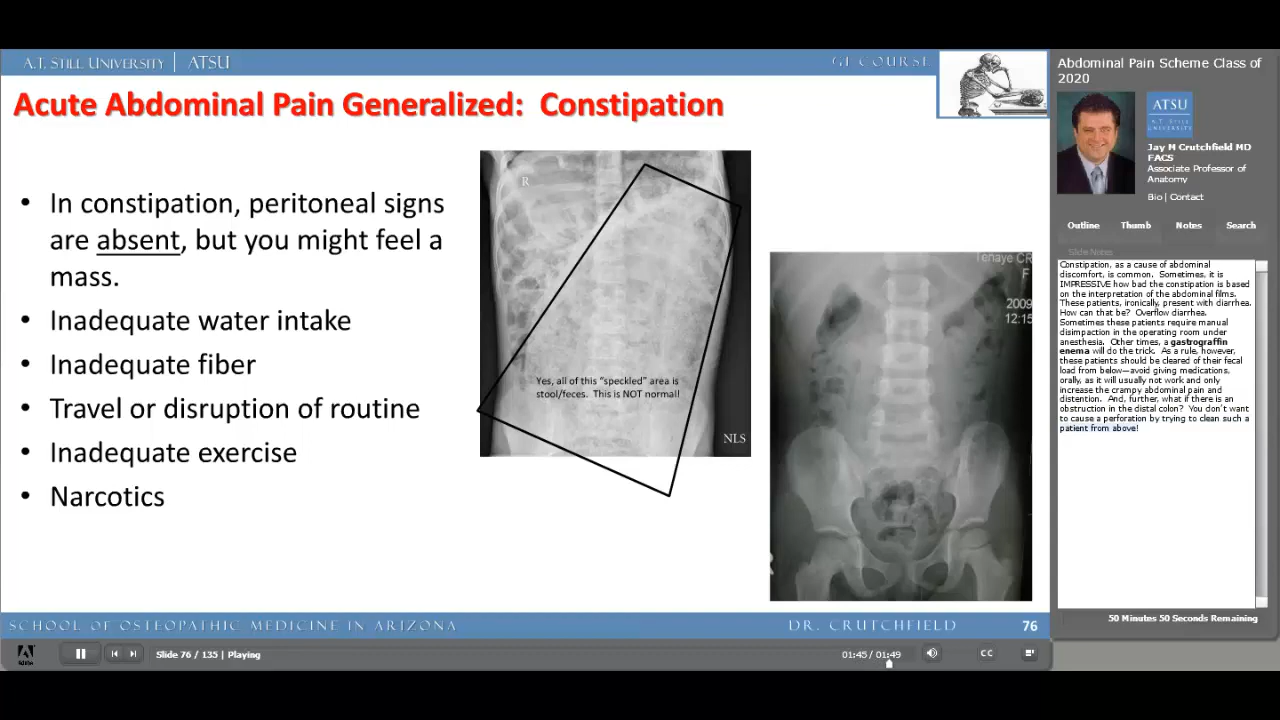 A.T. STILL UNIVERSITY | ATSU
GI COURSE
Acute Abdominal Pain Generalized: Constipation
• In constipation, peritoneal signs
are absent, but you might feel a
mass.
• Inadequate water intake
• Inadequate fiber
• Travel or disruption of routine
• Inadequate exercise
• Narcotics
R
Yes, all of this "speckled" area is
stool/feces. This is NOT normal!
NLS
Tenaye CR
F
2009
12:15
R
SCHOOL OF OSTEOPATHIC MEDICINE IN ARIZONA
DR. CRUTCHFIELD
76
Abdominal Pain Scheme Class of
2020
ATSU
A.T. STILL
UNIVERSITY
Jay M Crutchfield MD
FACS
Associate Professor of
Anatomy
Bio | Contact
Outline Thumb Notes Search
Slide Notes
Constipation, as a cause of abdominal
discomfort, is common. Sometimes, it is
IMPRESSIVE how bad the constipation is based
on the interpretation of the abdominal films.
These patients, ironically, present with diarrhea.
How can that be? Overflow diarrhea.
Sometimes these patients require manual
disimpaction in the operating room under
anesthesia. Other times, a gastrograffin
enema will do the trick. As a rule, however,
these patients should be cleared of their fecal
load from below—avoid giving medications,
orally, as it will usually not work and only
increase the crampy abdominal pain and
distention. And, further, what if there is an
obstruction in the distal colon? You don't want
to cause a perforation by trying to clean such a
patient from above!
50 Minutes 50 Seconds Remaining
Adobe
Slide 76 / 135 | Playing
01:45 / 01:49
CC